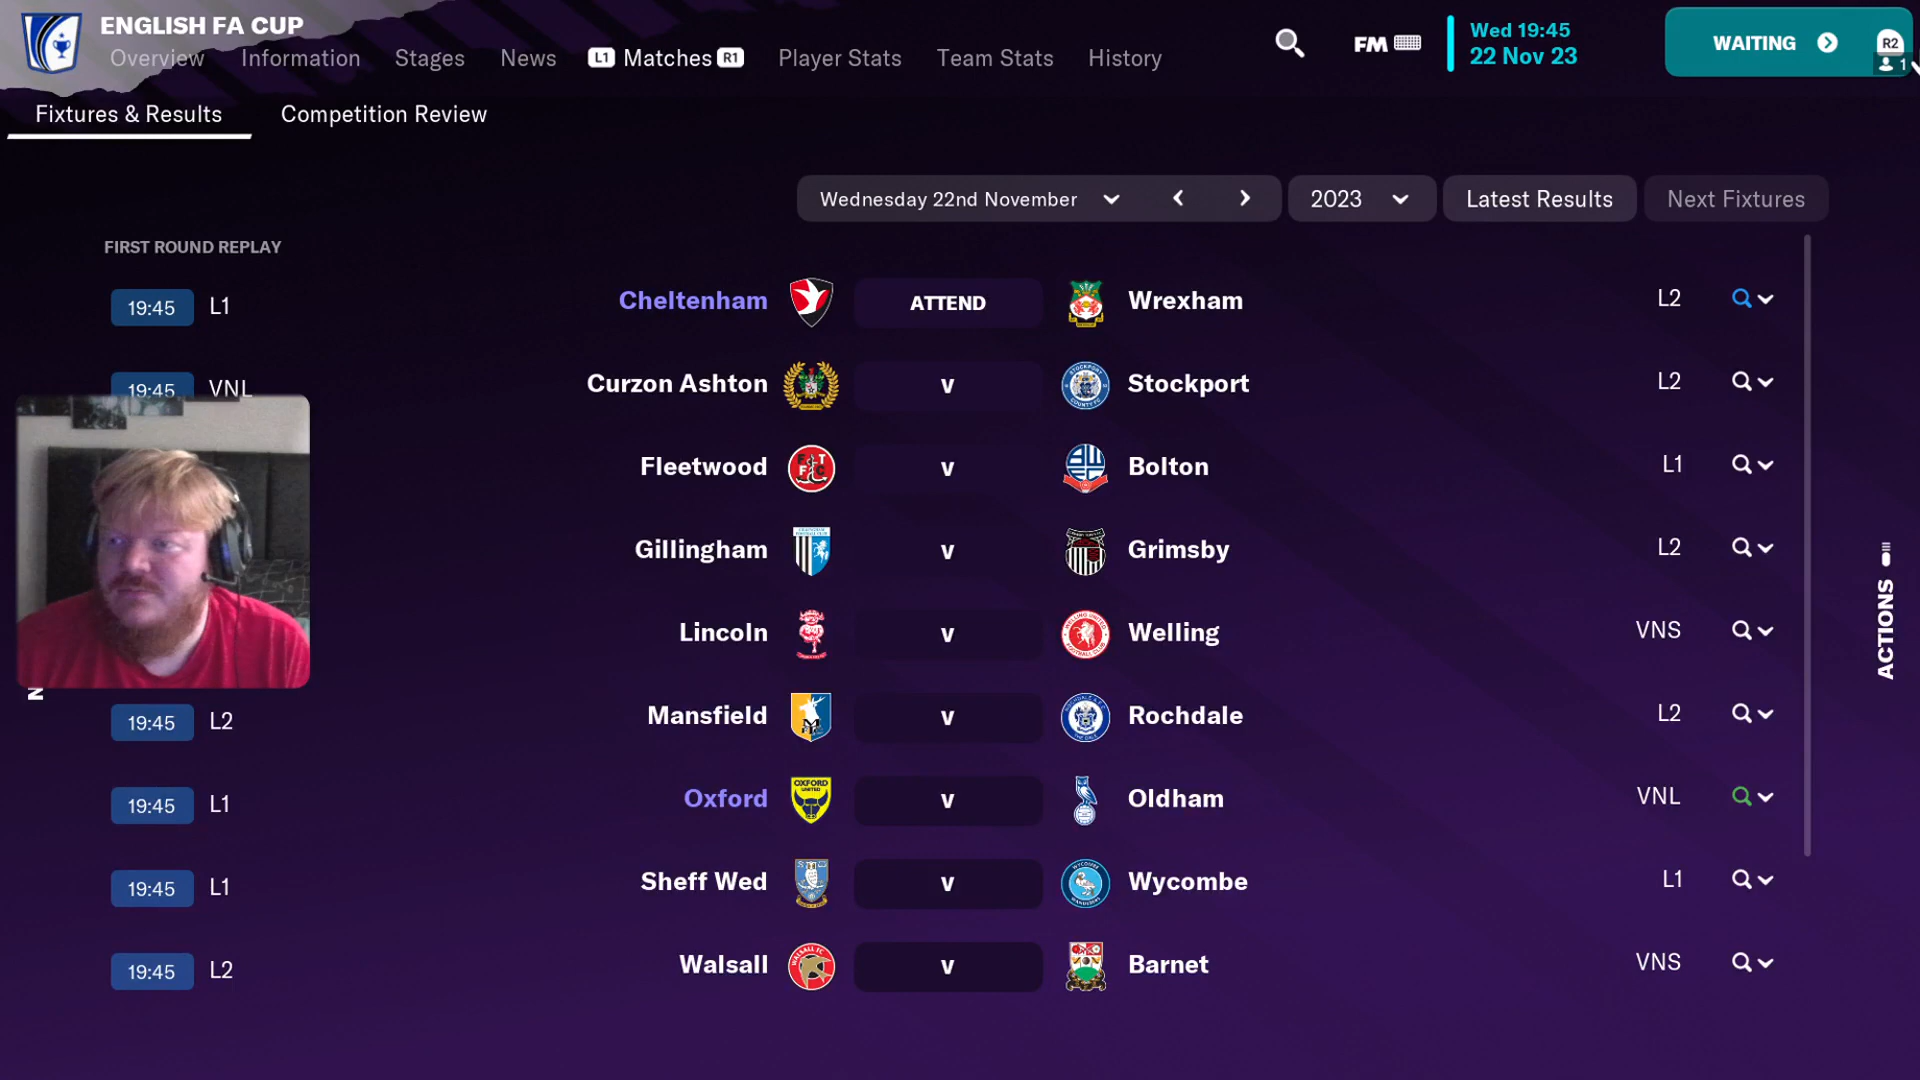 ENGLISH FA CUP
Overview Information Stages News L1 Matches R1 Player Stats Team Stats History
FM
Wed 19:45
22 Nov 23
WAITING
R2
1
Fixtures & Results Competition Review
Wednesday 22nd November 2023 Latest Results Next Fixtures
FIRST ROUND REPLAY
19:45 L1 Cheltenham ATTEND Wrexham L2
19:45 VNL Curzon Ashton v Stockport L2
Fleetwood v Bolton L1
Gillingham v Grimsby L2
Lincoln v Welling VNS
19:45 L2 Mansfield v Rochdale L2
19:45 L1 Oxford v Oldham VNL
19:45 L1 Sheff Wed v Wycombe L1
19:45 L2 Walsall v Barnet VNS
ACTIONS